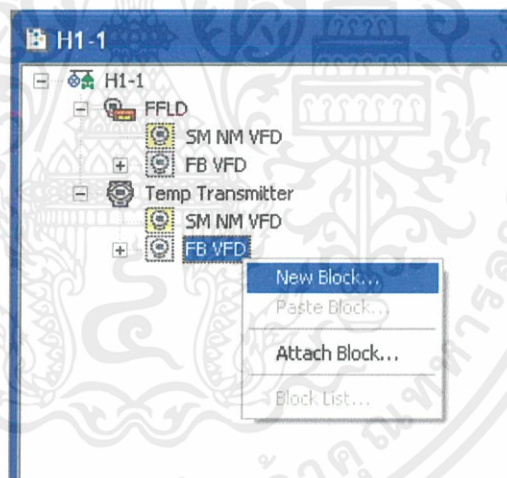 H1-1
H1-1
FFLD
SM NM VFD
FB VFD
Temp Transmitter
SM NM VFD
FB VFD
New Block...
Paste Block...
Attach Block...
Block List...